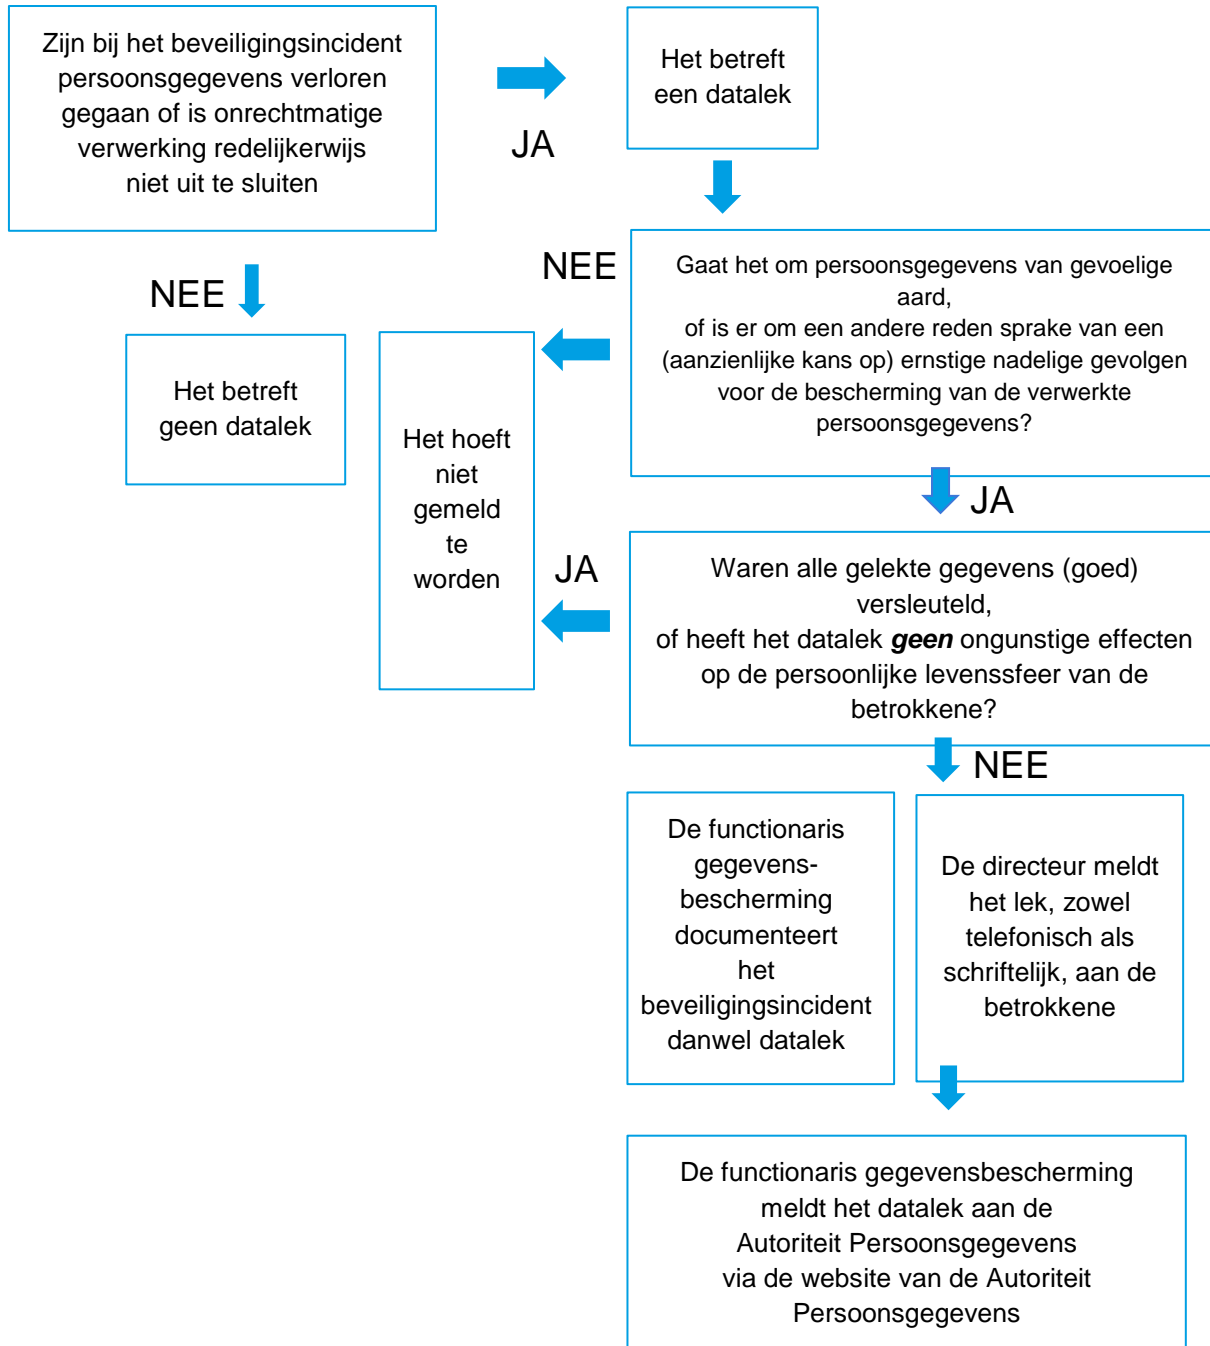 Zijn bij het beveiligingsincident
persoonsgegevens verloren
gegaan of is onrechtmatige
verwerking redelijkerwijs
niet uit te sluiten
JA
Het betreft
een datalek
NEE
Het betreft
geen datalek
NEE
Gaat het om persoonsgegevens van gevoelige
aard,
of is er om een andere reden sprake van een
(aanzienlijke kans op) ernstige nadelige gevolgen
voor de bescherming van de verwerkte
persoonsgegevens?
Het hoeft
niet
gemeld
te
worden
JA
JA
Waren alle gelekte gegevens (goed)
versleuteld,
of heeft het datalek geen ongunstige effecten
op de persoonlijke levenssfeer van de
betrokkene?
NEE
De functionaris
gegevens-
bescherming
documenteert
het
beveiligingsincident
danwel datalek
De directeur meldt
het lek, zowel
telefonisch als
schriftelijk, aan de
betrokkene
De functionaris gegevensbescherming
meldt het datalek aan de
Autoriteit Persoonsgegevens
via de website van de Autoriteit
Persoonsgegevens